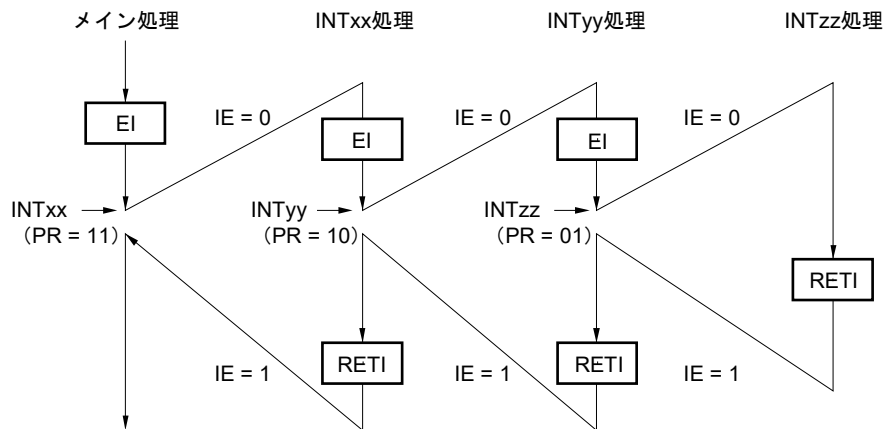 メイン処理
INTxx処理
INTyy処理
INTzz処理
EI
IE = 0
EI
IE = 0
EI
IE = 0
INTxx
（PR = 11）
INTyy
（PR = 10）
INTzz
（PR = 01）
RETI
IE = 1
RETI
IE = 1
RETI
IE = 1